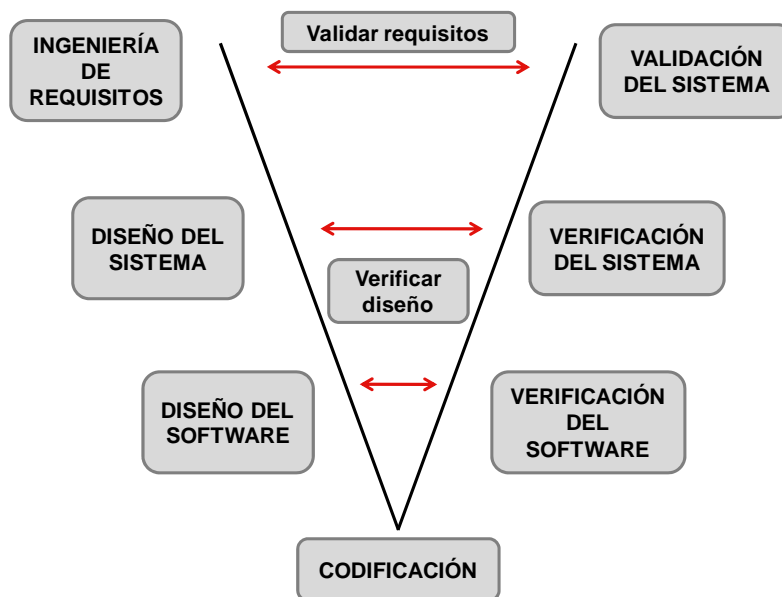 INGENIERÍA
DE
REQUISITOS
Validar requisitos
VALIDACIÓN
DEL SISTEMA
DISEÑO DEL
SISTEMA
Verificar
diseño
VERIFICACIÓN
DEL SISTEMA
DISEÑO DEL
SOFTWARE
VERIFICACIÓN
DEL
SOFTWARE
CODIFICACIÓN